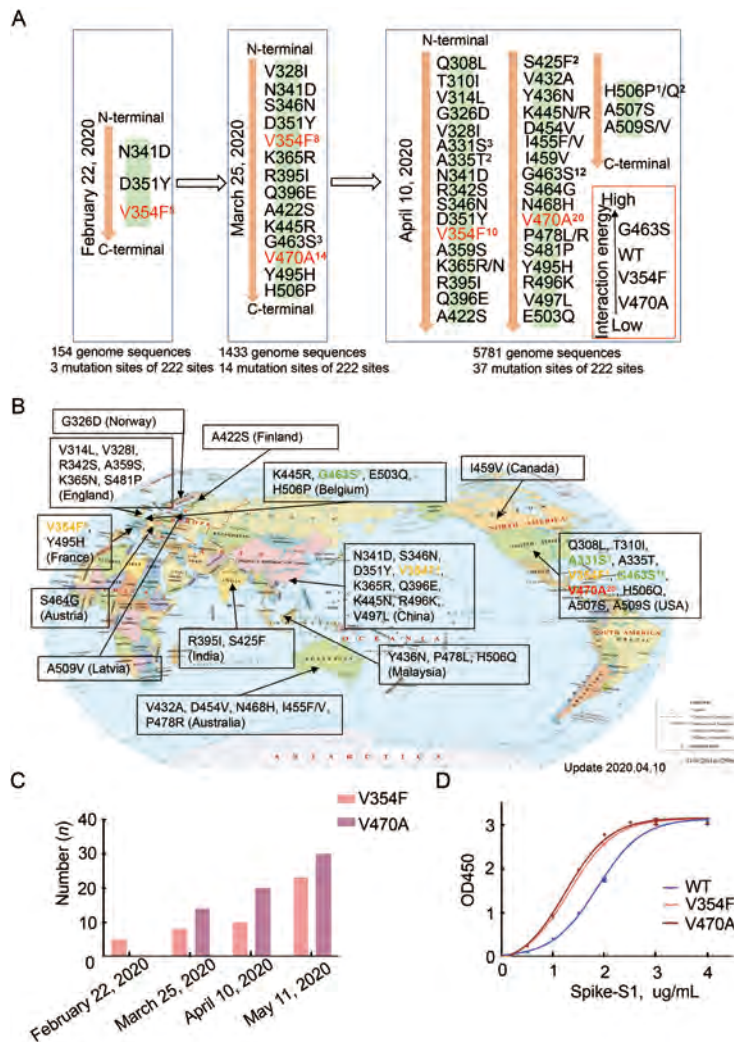 A
February 22, 2020
N-terminal
N341D
D351Y
V354F⁵
C-terminal
154 genome sequences
3 mutation sites of 222 sites
March 25, 2020
N-terminal
V328I
N341D
S346N
D351Y
V354F⁸
K365R
R395I
Q396E
A422S
K445R
G463S³
V470A¹⁴
Y495H
H506P
C-terminal
1433 genome sequences
14 mutation sites of 222 sites
April 10, 2020
N-terminal
Q308L
T310I
V314L
G326D
V328I
A331S³
A335T²
N341D
R342S
S346N
D351Y
V354F¹⁰
A359S
K365R/N
R395I
Q396E
A422S
S425F²
V432A
Y436N
K445N/R
D454V
I455F/V
I459V
G463S¹²
S464G
N468H
V470A²⁰
P478L/R
S481P
Y495H
R496K
V497L
E503Q
H506P¹/Q²
A507S
A509S/V
C-terminal
Interaction energy
High
G463S
WT
V354F
V470A
Low
5781 genome sequences
37 mutation sites of 222 sites
B
G326D (Norway)
A422S (Finland)
V314L, V328I,
R342S, A359S,
K365N, S481P
(England)
K445R, G463S, E503Q,
H506P (Belgium)
I459V (Canada)
V354F
Y495H
(France)
N341D, S346N,
D351Y, V354F,
K365R, Q396E,
K445N, R496K,
V497L (China)
Q308L, T310I,
A331S, A335T,
V354F, G463S,
V470A²⁰, H506Q,
A507S, A509S (USA)
S464G
(Austria)
R395I, S425F
(India)
A509V (Latvia)
Y436N, P478L, H506Q
(Malaysia)
V432A, D454V, N468H, I455F/V,
P478R (Australia)
NORTH AMERICA
SOUTH AMERICA
OCEANIA
Update 2020.04.10
C
V354F
V470A
Number (n)
40
30
20
10
0
February 22, 2020
March 25, 2020
April 10, 2020
May 11, 2020
D
OD450
3
2
1
0
0
1
2
3
4
Spike-S1, ug/mL
WT
V354F
V470A